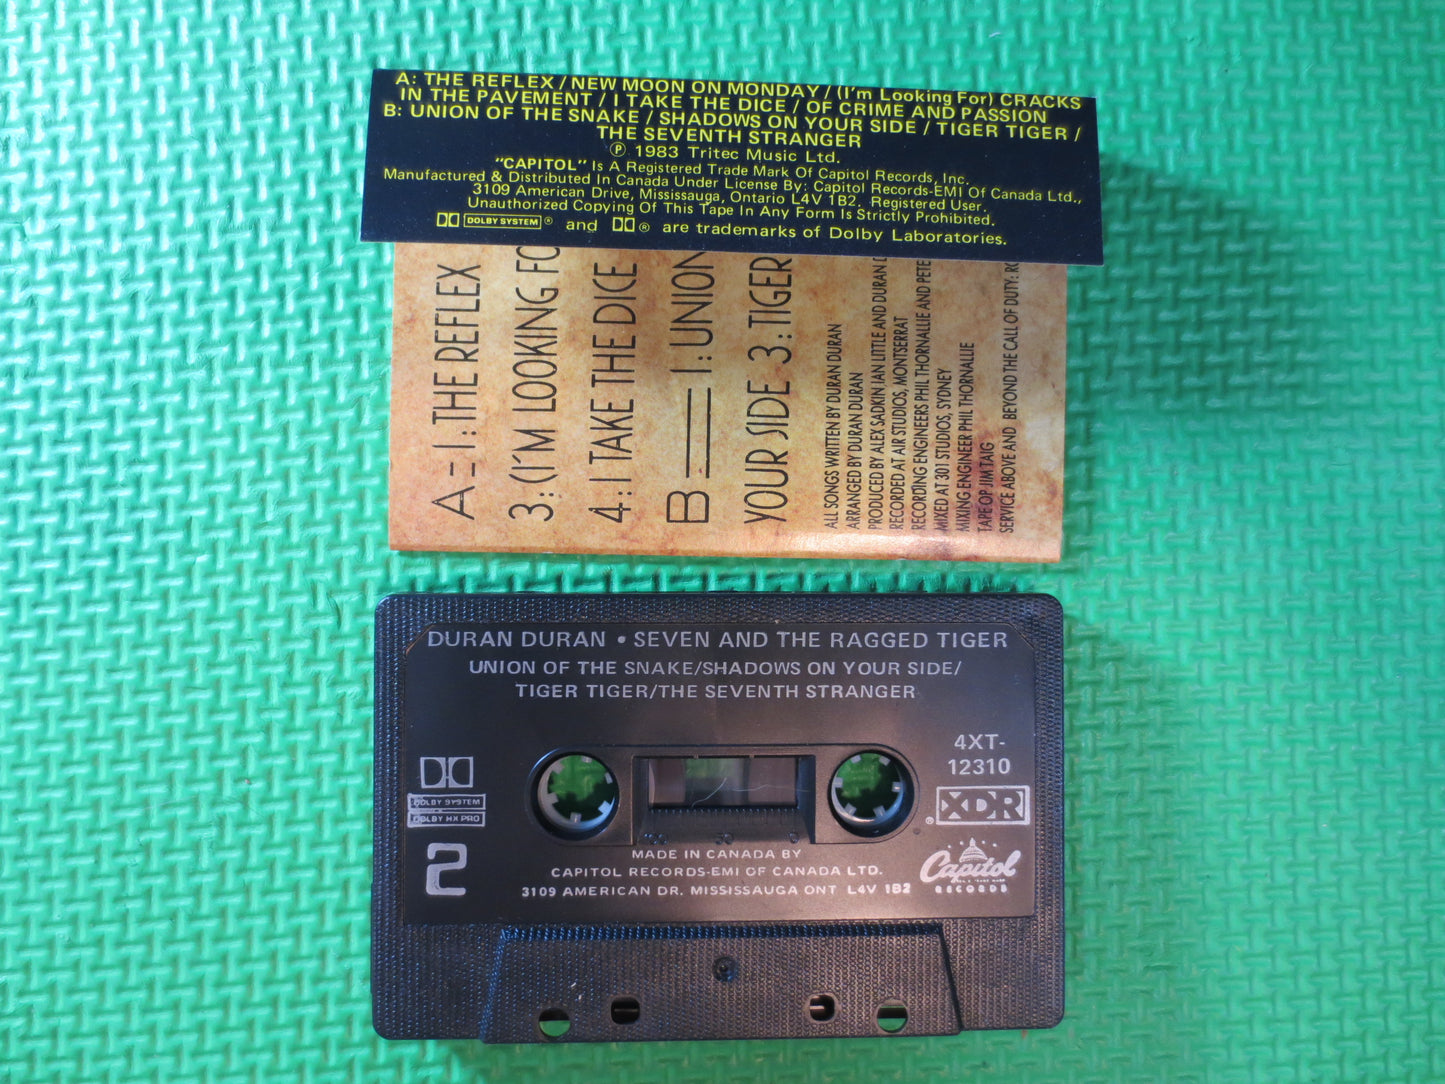 A: THE REFLEX / NEW MOON ON MONDAY / (I'm Looking For) CRACKS
IN THE PAVEMENT / I TAKE THE DICE / OF CRIME AND PASSION
B: UNION OF THE SNAKE / SHADOWS ON YOUR SIDE / TIGER TIGER /
THE SEVENTH STRANGER
℗ 1983 Tritec Music Ltd.
"CAPITOL" Is A Registered Trade Mark Of Capitol Records, Inc.
Manufactured & Distributed In Canada Under License By: Capitol Records-EMI Of Canada Ltd.,
3109 American Drive, Mississauga, Ontario L4V 1B2. Registered User.
Unauthorized Copying Of This Tape In Any Form Is Strictly Prohibited.
DOLBY SYSTEM ® and ® are trademarks of Dolby Laboratories.
A = 1 : THE REFLEX
3 : (I'M LOOKING FO
4 : I TAKE THE DICE
B = 1 : UNION
YOUR SIDE 3 : TIGER
ALL SONGS WRITTEN BY DURAN DURAN
ARRANGED BY DURAN DURAN
PRODUCED BY ALEX SADKIN IAN LITTLE AND DURAN D
RECORDED AT AIR STUDIOS, MONTSERRAT
RECORDING ENGINEERS PHIL THORNALLIE AND PETE
MIXED AT 301 STUDIOS, SYDNEY
MIXING ENGINEER PHIL THORNALLIE
TAPE OP JIM TAIG
SERVICE ABOVE AND BEYOND THE CALL OF DUTY: RO
DURAN DURAN • SEVEN AND THE RAGGED TIGER
UNION OF THE SNAKE/SHADOWS ON YOUR SIDE/
TIGER TIGER/THE SEVENTH STRANGER
4XT-
12310
DOLBY SYSTEM
DOLBY HX PRO
XDR
®
2
100 50 0
MADE IN CANADA BY
CAPITOL RECORDS-EMI OF CANADA LTD.
3109 AMERICAN DR. MISSISSAUGA ONT L4V 1B2
Capitol
RECORDS